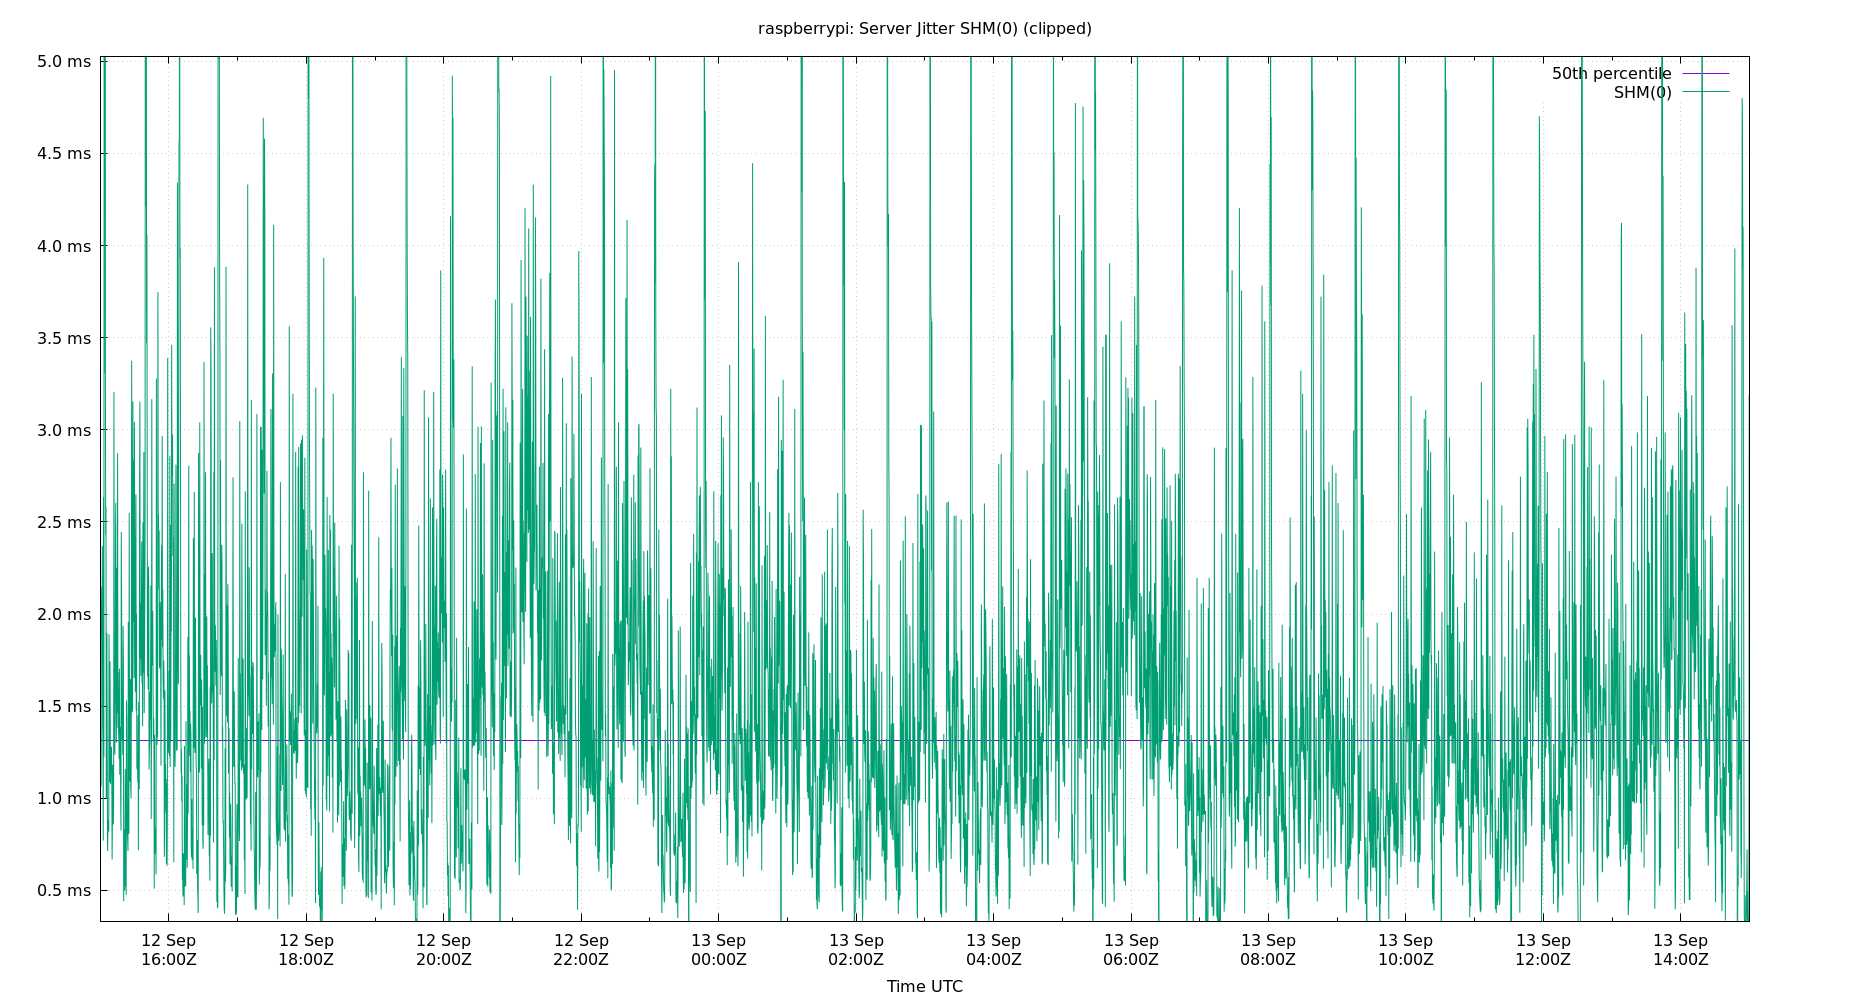 raspberrypi: Server Jitter SHM(0) (clipped)
5.0 ms
4.5 ms
4.0 ms
3.5 ms
3.0 ms
2.5 ms
2.0 ms
1.5 ms
1.0 ms
0.5 ms
50th percentile
SHM(0)
12 Sep 12 Sep 12 Sep 12 Sep 13 Sep 13 Sep 13 Sep 13 Sep 13 Sep 13 Sep 13 Sep 13 Sep
16:00Z 18:00Z 20:00Z 22:00Z 00:00Z 02:00Z 04:00Z 06:00Z 08:00Z 10:00Z 12:00Z 14:00Z
Time UTC